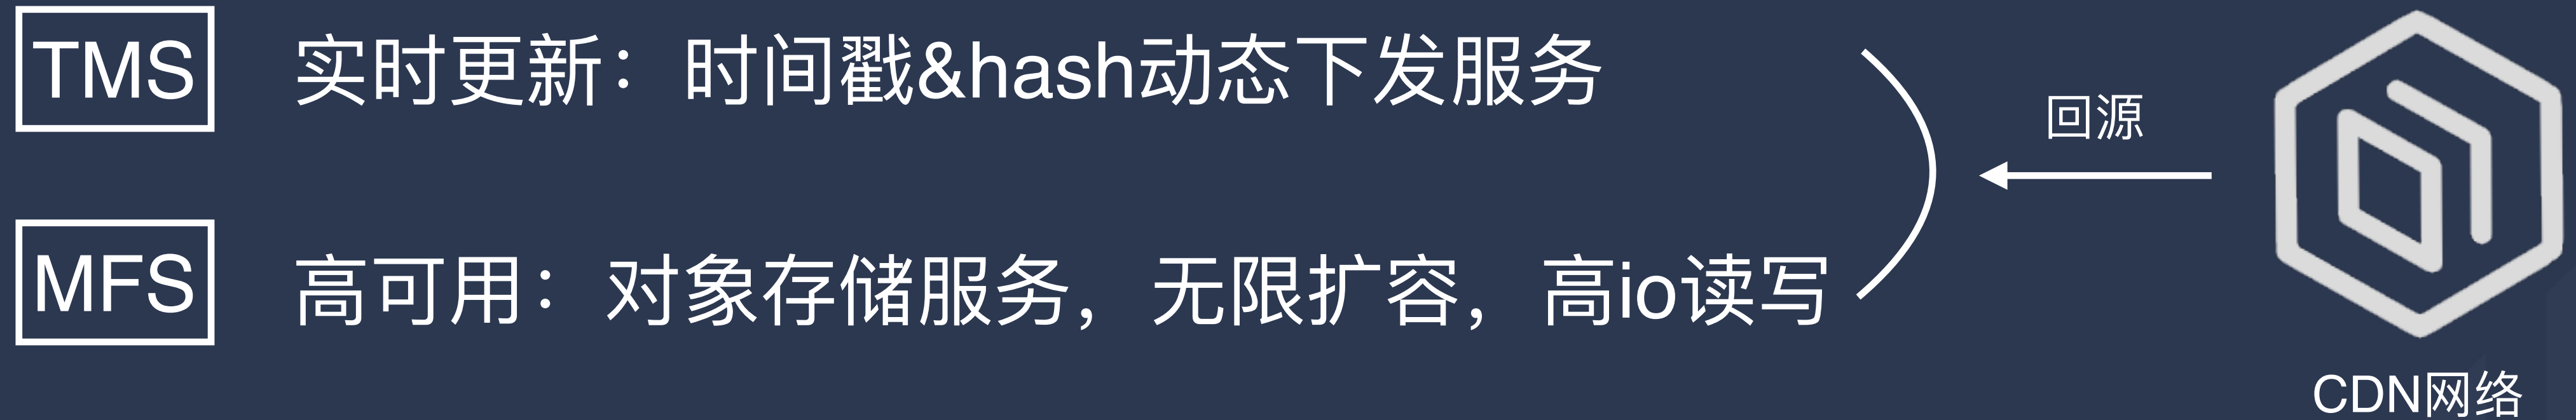 TMS 实时更新：时间戳&hash动态下发服务
回源
MFS 高可用：对象存储服务，无限扩容，高io读写
CDN网络